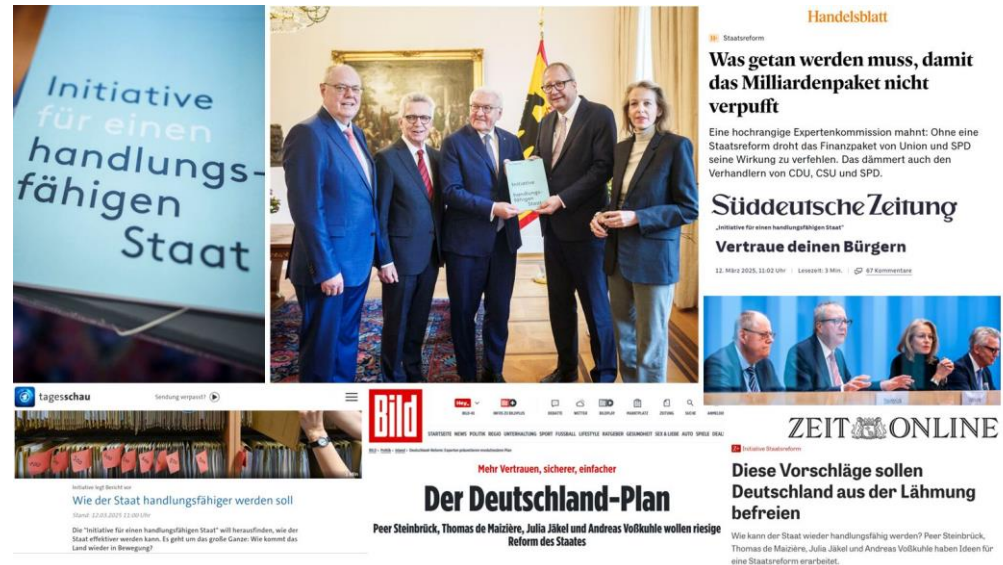 Initiative
für einen
handlungs-
fähigen
Staat
Initiative
handlungs-
fähigen
Staat
Handelsblatt
Staatsreform
Was getan werden muss, damit
das Milliardenpaket nicht
verpufft
Eine hochrangige Expertenkommission mahnt: Ohne eine
Staatsreform droht das Finanzpaket von Union und SPD
seine Wirkung zu verfehlen. Das dämmert auch den
Verhandlern von CDU, CSU und SPD.
Süddeutsche Zeitung
„Initiative für einen handlungsfähigen Staat"
Vertraue deinen Bürgern
12. März 2025, 11:02 Uhr | Lesezeit: 3 Min. | 67 Kommentare
tagesschau
Sendung verpasst?
Initiative legt Bericht vor
Wie der Staat handlungsfähiger werden soll
Stand: 12.03.2025 11:00 Uhr
Die "Initiative für einen handlungsfähigen Staat" will herausfinden, wie der
Staat effektiver werden kann. Es geht um das große Ganze: Wie kommt das
Land wieder in Bewegung?
Bild
Hey_
STARTSEITE NEWS POLITIK REGIO UNTERHALTUNG SPORT FUSSBALL LIFESTYLE RATGEBER GESUNDHEIT SEX & LIEBE AUTO SPIELE DEALS
Mehr Vertrauen, sicherer, einfacher
Der Deutschland-Plan
Peer Steinbrück, Thomas de Maizière, Julia Jäkel und Andreas Voßkuhle wollen riesige
Reform des Staates
ZEIT ONLINE
Initiative Staatsreform
Diese Vorschläge sollen
Deutschland aus der Lähmung
befreien
Wie kann der Staat wieder handlungsfähig werden? Peer Steinbrück,
Thomas de Maizière, Julia Jäkel und Andreas Voßkuhle haben Ideen für
eine Staatsreform erarbeitet.